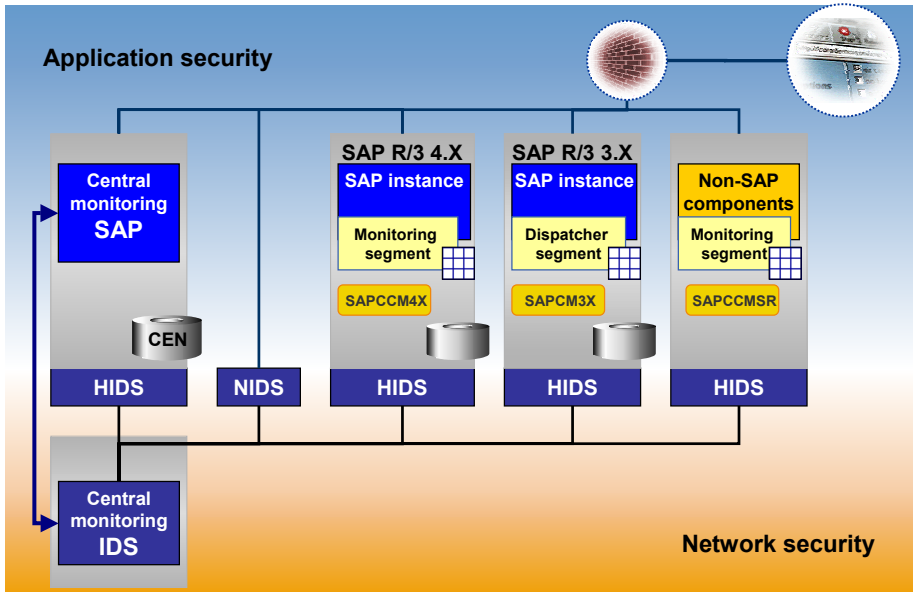 Application security
SAP R/3 4.X
SAP R/3 3.X
Central
monitoring
SAP
SAP instance
SAP instance
Non-SAP
components
Monitoring
segment
Dispatcher
segment
Monitoring
segment
SAPCCM4X
SAPCM3X
SAPCCMSR
CEN
HIDS
NIDS
HIDS
HIDS
HIDS
Central
monitoring
IDS
Network security